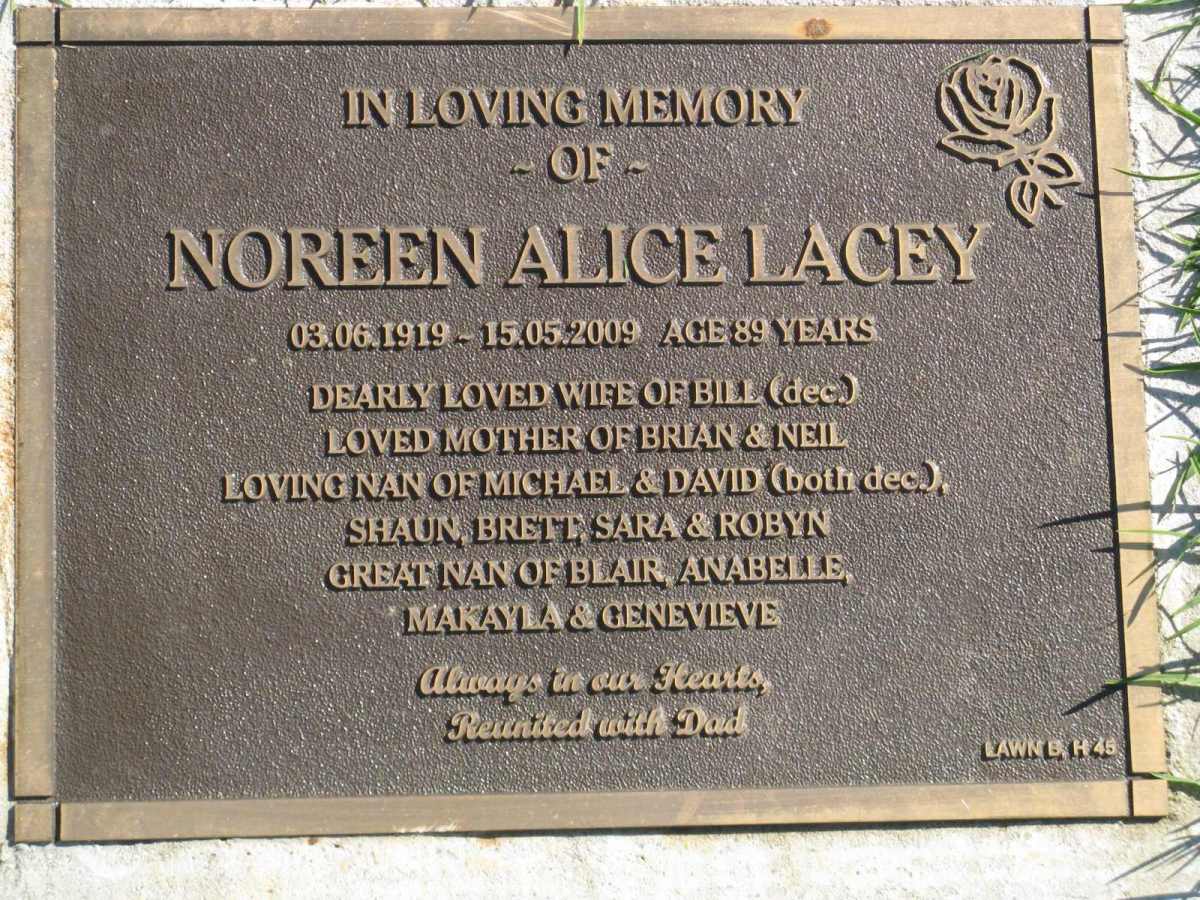 IN LOVING MEMORY
~ OF ~
NOREEN ALICE LACEY
03.06.1919 ~ 15.05.2009 AGE 89 YEARS
DEARLY LOVED WIFE OF BILL (dec.)
LOVED MOTHER OF BRIAN & NEIL
LOVING NAN OF MICHAEL & DAVID (both dec.),
SHAUN, BRETT, SARA & ROBYN
GREAT NAN OF BLAIR, ANABELLE,
MAKAYLA & GENEVIEVE
Always in our Hearts,
Reunited with Dad
LAWN B, H 45